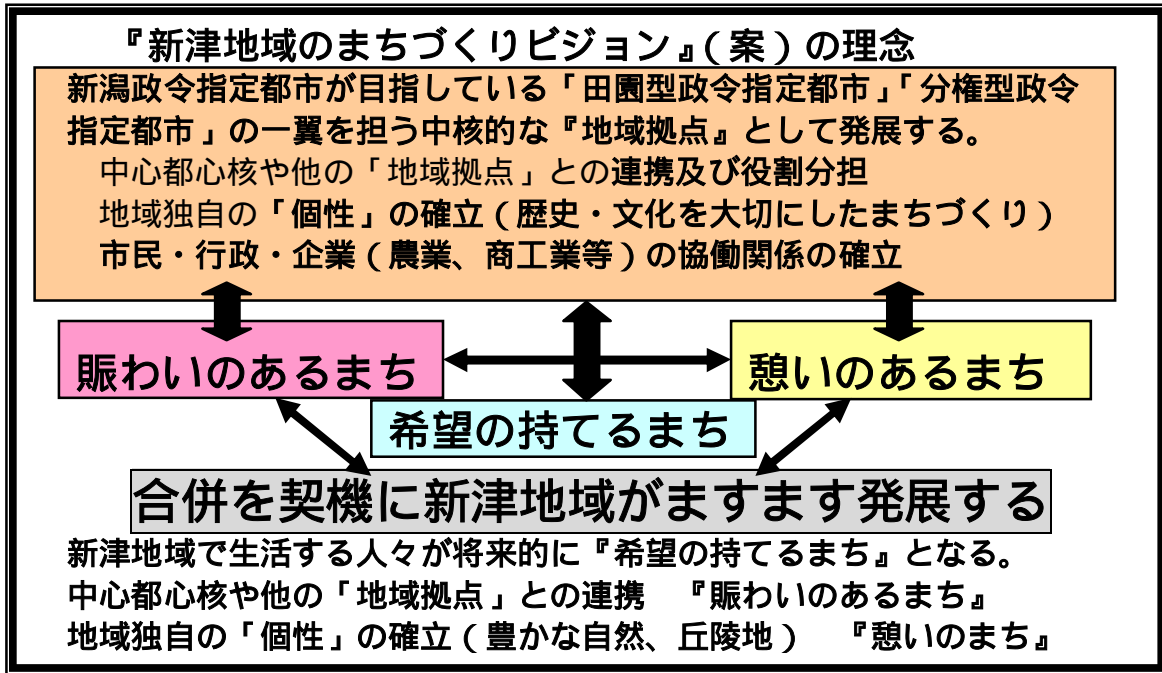 『新津地域のまちづくりビジョン』（案）の理念
新潟政令指定都市が目指している「田園型政令指定都市」「分権型政令
指定都市」の一翼を担う中核的な『地域拠点』として発展する。
中心都心核や他の「地域拠点」との連携及び役割分担
地域独自の「個性」の確立（歴史・文化を大切にしたまちづくり）
市民・行政・企業（農業、商工業等）の協働関係の確立
賑わいのあるまち
憩いのあるまち
希望の持てるまち
合併を契機に新津地域がますます発展する
新津地域で生活する人々が将来的に『希望の持てるまち』となる。
中心都心核や他の「地域拠点」との連携　『賑わいのあるまち』
地域独自の「個性」の確立（豊かな自然、丘陵地）　『憩いのまち』